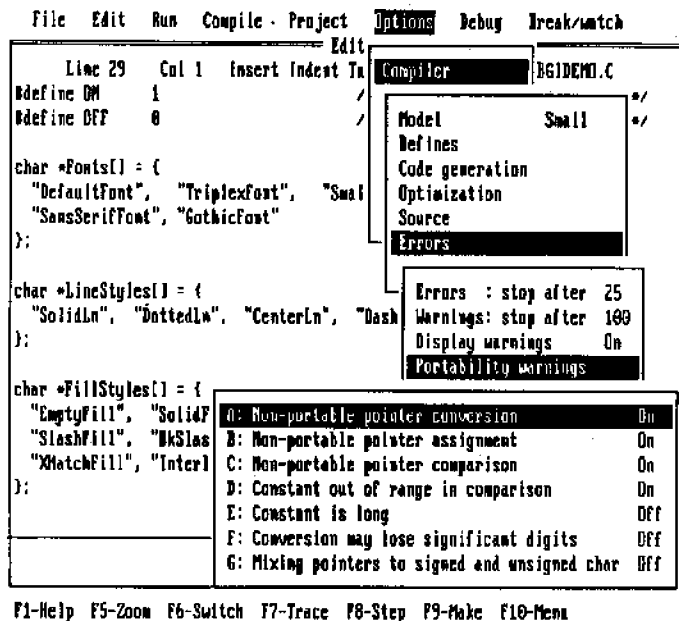 File Edit Run Compile Project Options Debug Break/watch
Edit
Line 29 Col 1 Insert Indent BGIDEMO.C
Compiler
#define ON 1 / */
#define OFF 0 / */
Model Small
Defines
Code generation
Optimization
Source
Errors
char *Fonts[] = {
"DefaultFont", "TriplexFont", "Smal
"SansSerifFont", "GothicFont"
};
char *LineStyles[] = {
"SolidLn", "DottedLn", "CenterLn", "Dash
};
Errors : stop after 25
Warnings: stop after 100
Display warnings On
Portability warnings
char *FillStyles[] = {
"EmptyFill", "SolidF
"SlashFill", "BkSlas
"XHatchFill", "Interl
};
A: Non-portable pointer conversion On
B: Non-portable pointer assignment On
C: Non-portable pointer comparison On
D: Constant out of range in comparison On
E: Constant is long Off
F: Conversion may lose significant digits Off
G: Mixing pointers to signed and unsigned char Off
F1-Help F5-Zoom F6-Switch F7-Trace F8-Step F9-Make F10-Menu